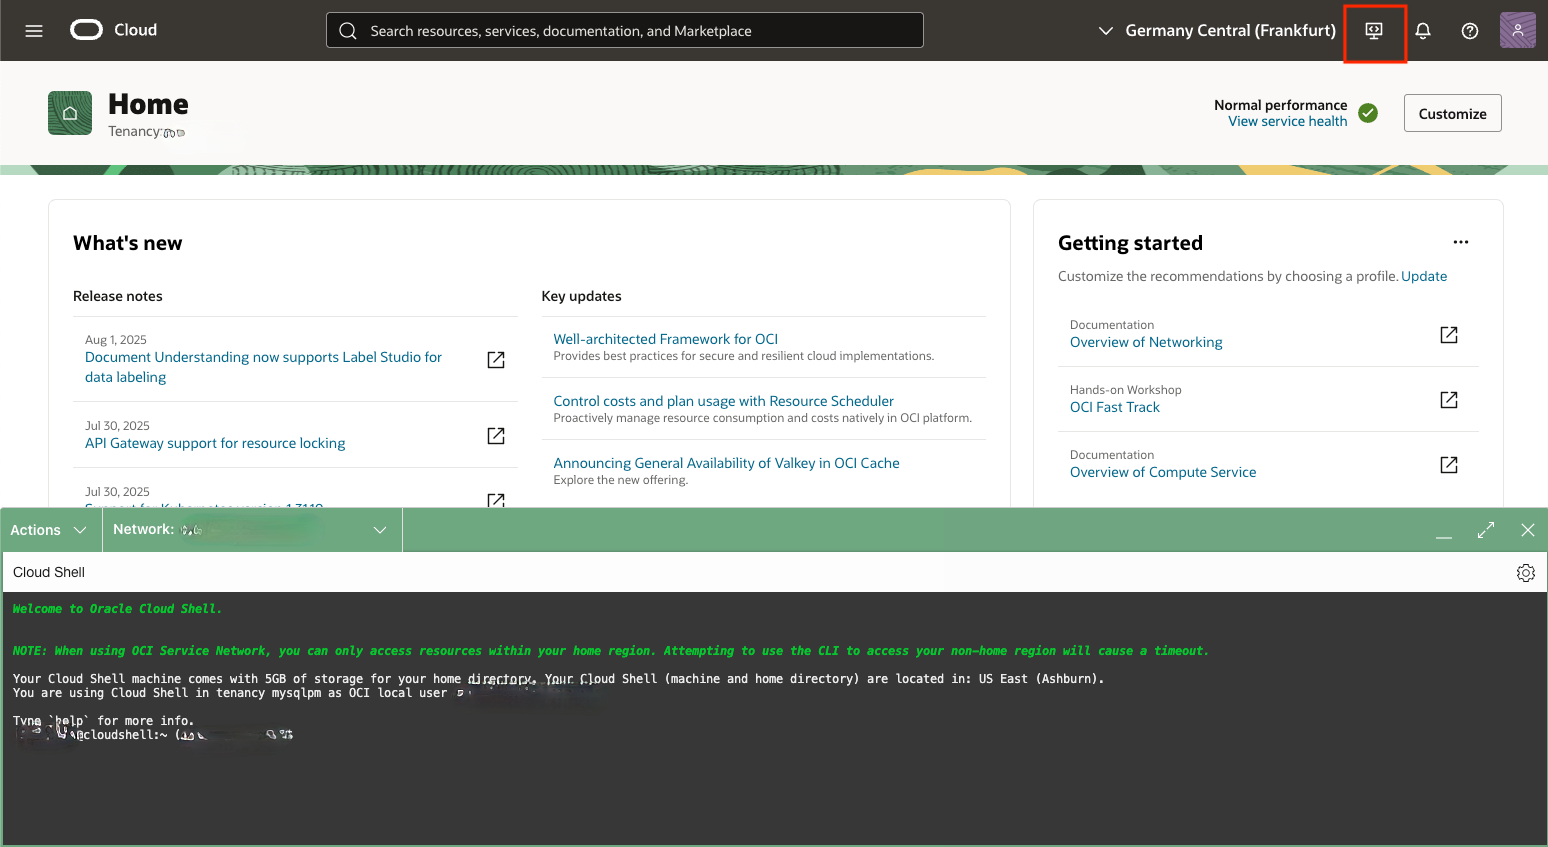 Cloud
Search resources, services, documentation, and Marketplace
Germany Central (Frankfurt)
Home
Tenancy:
Normal performance
View service health
Customize
What's new
Release notes
Aug 1, 2025
Document Understanding now supports Label Studio for
data labeling
Jul 30, 2025
API Gateway support for resource locking
Jul 30, 2025
Support for Kubernetes version
Key updates
Well-architected Framework for OCI
Provides best practices for secure and resilient cloud implementations.
Control costs and plan usage with Resource Scheduler
Proactively manage resource consumption and costs natively in OCI platform.
Announcing General Availability of Valkey in OCI Cache
Explore the new offering.
Getting started
Customize the recommendations by choosing a profile. Update
Documentation
Overview of Networking
Hands-on Workshop
OCI Fast Track
Documentation
Overview of Compute Service
Actions
Network:
Cloud Shell
Welcome to Oracle Cloud Shell.
NOTE: When using OCI Service Network, you can only access resources within your home region. Attempting to use the CLI to access your non-home region will cause a timeout.
Your Cloud Shell machine comes with 5GB of storage for your home directory. Your Cloud Shell (machine and home directory) are located in: US East (Ashburn).
You are using Cloud Shell in tenancy mysqlpm as OCI local user
Type `help` for more info.
@cloudshell:~ (